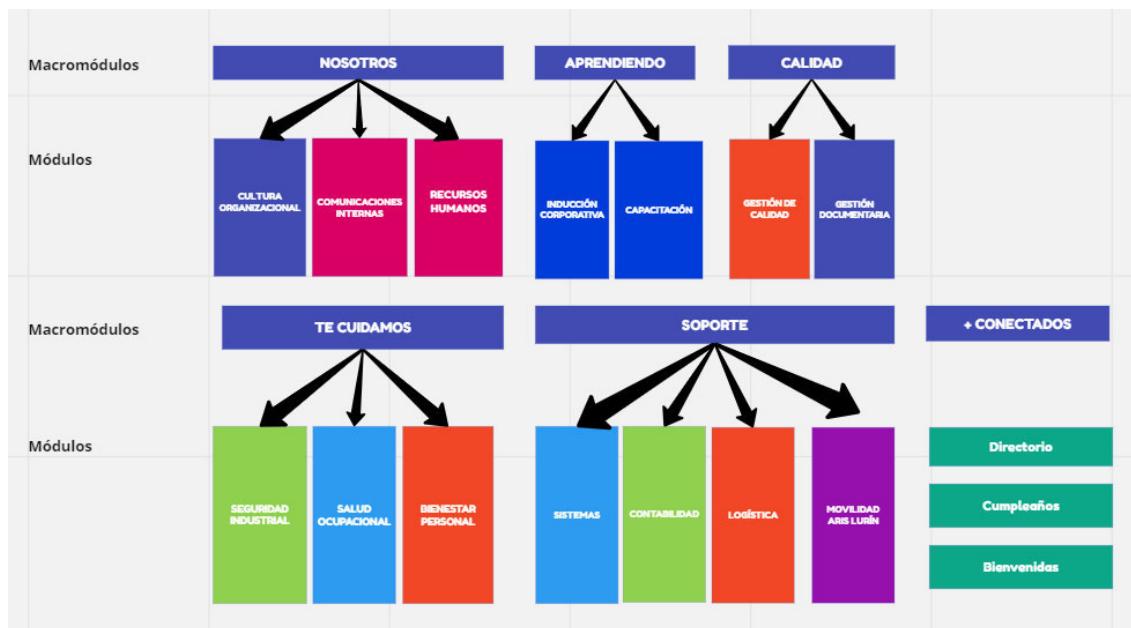 Macromódulos
NOSOTROS
APRENDIENDO
CALIDAD
Módulos
CULTURA
ORGANIZACIONAL
COMUNICACIONES
INTERNAS
RECURSOS
HUMANOS
INDUCCIÓN
CORPORATIVA
CAPACITACIÓN
GESTIÓN DE
CALIDAD
GESTIÓN
DOCUMENTARIA
Macromódulos
TE CUIDAMOS
SOPORTE
+ CONECTADOS
Módulos
SEGURIDAD
INDUSTRIAL
SALUD
OCUPACIONAL
BIENESTAR
PERSONAL
SISTEMAS
CONTABILIDAD
LOGÍSTICA
MOVILIDAD
ARIS LURÍN
Directorio
Cumpleaños
Bienvenidas